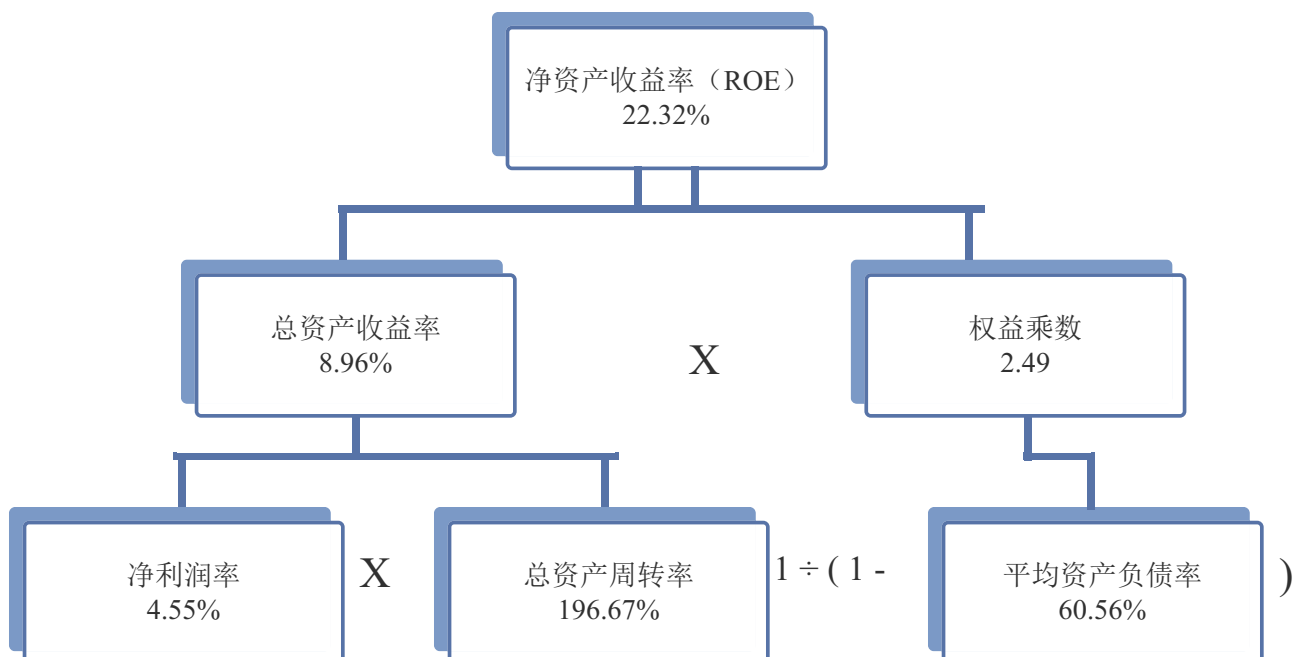 净资产收益率（ROE）
22.32%
总资产收益率
8.96%
X
权益乘数
2.49
净利润率
4.55%
X
总资产周转率
196.67%
1 ÷ ( 1 -
平均资产负债率
60.56%
)